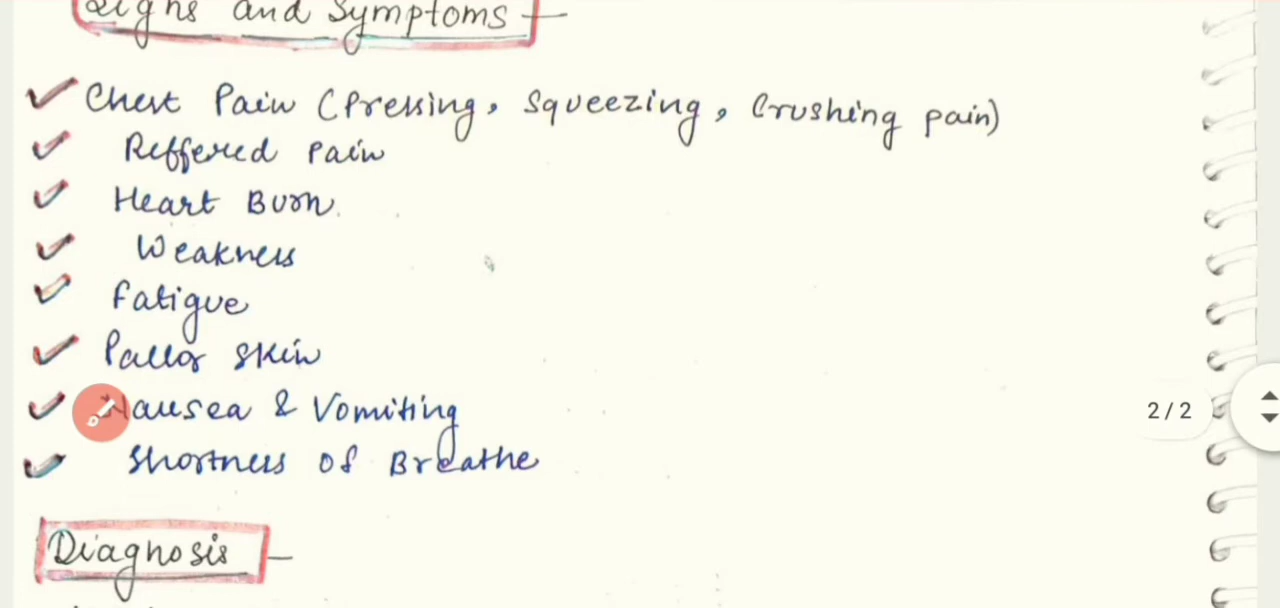 Signs and Symptoms —
Chest Pain (Pressing, Squeezing, Crushing pain)
Reffered Pain
Heart Burn.
Weakness
Fatigue
Pallor Skin
Nausea & Vomiting
Shortness of Breathe
2/2
Diagnosis —